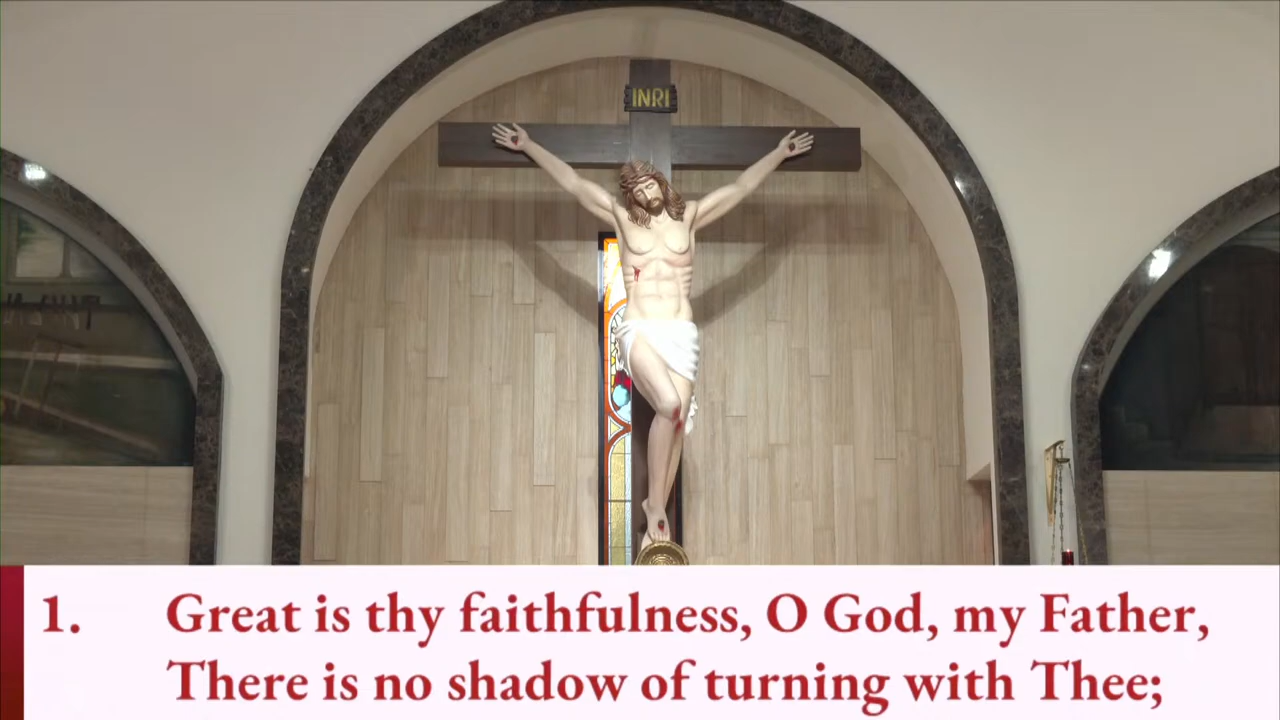 INRI
1. Great is thy faithfulness, O God, my Father,
There is no shadow of turning with Thee;